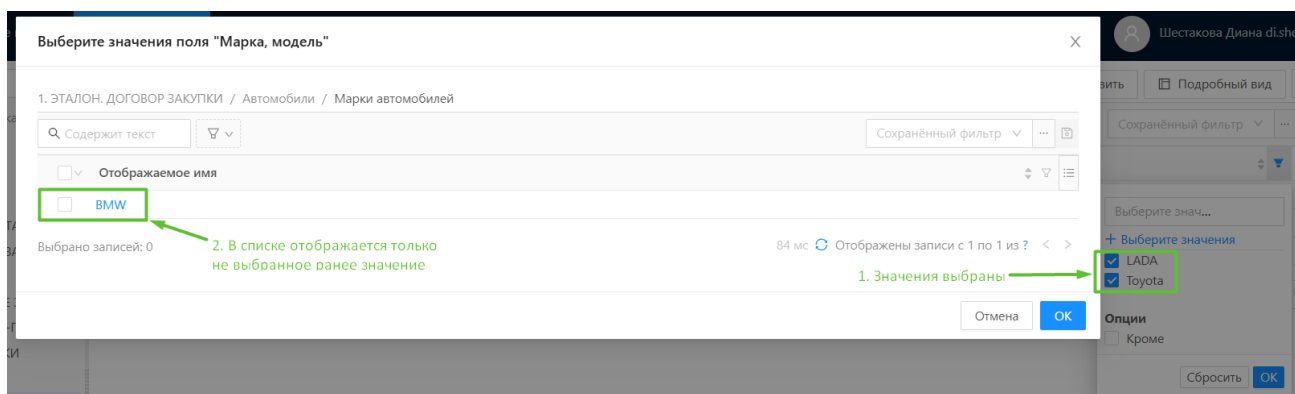 Выберите значения поля "Марка, модель"
Шестакова Диана di.she
1. ЭТАЛОН. ДОГОВОР ЗАКУПКИ / Автомобили / Марки автомобилей
Подробный вид
Содержит текст
Сохранённый фильтр
...
Сохранённый фильтр
...
Отображаемое имя
BMW
Выберите знач...
+ Выберите значения
LADA
Toyota
Выбрано записей: 0
2. В списке отображается только
не выбранное ранее значение
84 мс Отображены записи с 1 по 1 из ? < >
1. Значения выбраны
Отмена
OK
Опции
Кроме
КИ
Сбросить
OK